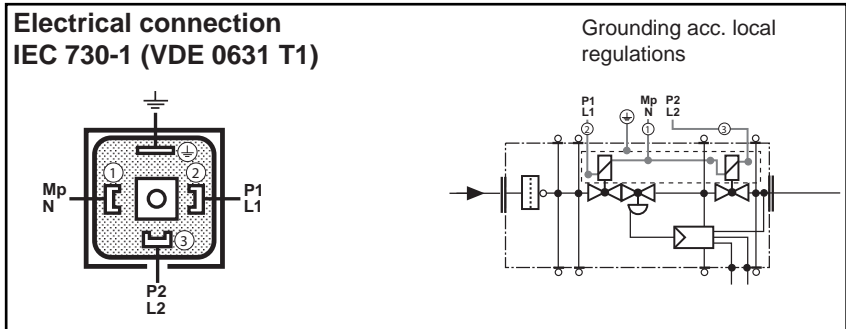 Electrical connection
IEC 730-1 (VDE 0631 T1)
Grounding acc. local
regulations
1
2
Mp
N
P1
L1
3
P2
L2
P1
L1
Mp
N
P2
L2
2
1
3